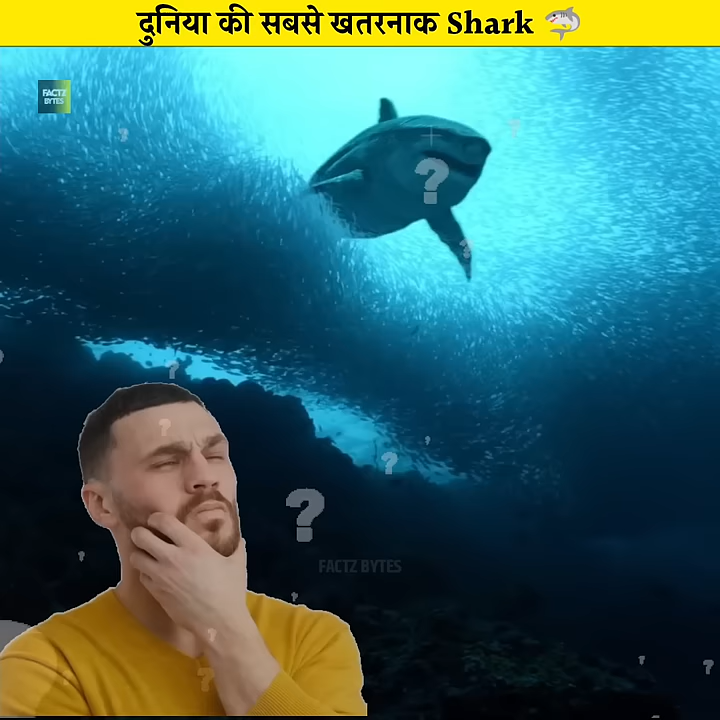 दुनिया की सबसे खतरनाक Shark 🦈
FACTZ
BYTES
?
?
FACTZ BYTES